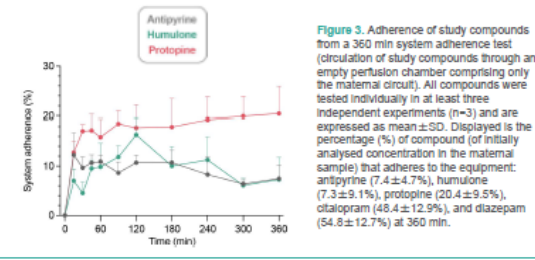 Antipyrine
Humulone
Protopine
30
20
10
0
System adherence (%)
0
60
120
180
240
300
360
Time (min)
Figure 3. Adherence of study compounds
from a 360 min system adherence test
(circulation of study compounds through an
empty perfusion chamber comprising only
the maternal circuit). All compounds were
tested individually in at least three
independent experiments (n=3) and are
expressed as mean±SD. Displayed is the
percentage (%) of compound (of initially
analysed concentration in the maternal
sample) that adheres to the equipment:
antipyrine (7.4±4.7%), humulone
(7.3±9.1%), protopine (20.4±9.5%),
citalopram (48.4±12.9%), and diazepam
(54.8±12.7%) at 360 min.